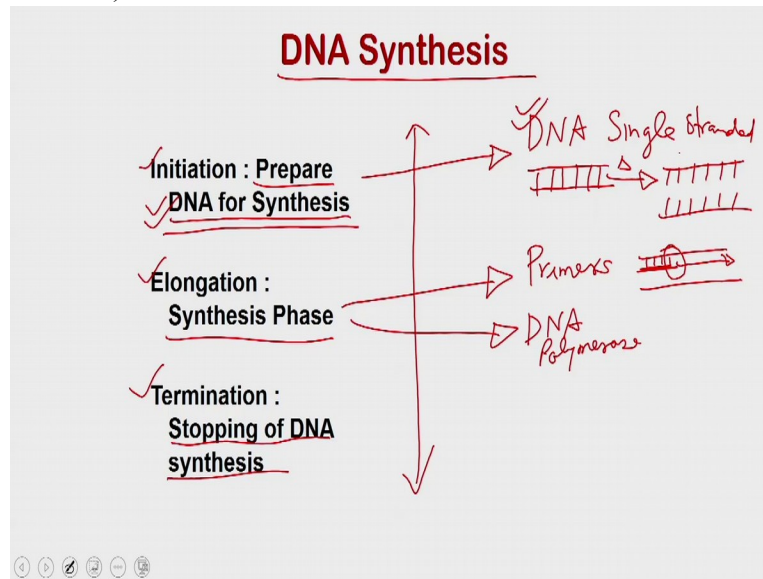 DNA Synthesis
Initiation : Prepare
DNA for Synthesis
Elongation :
Synthesis Phase
Termination :
Stopping of DNA
synthesis
DNA Single Stranded
Δ
Primers
DNA
Polymerase